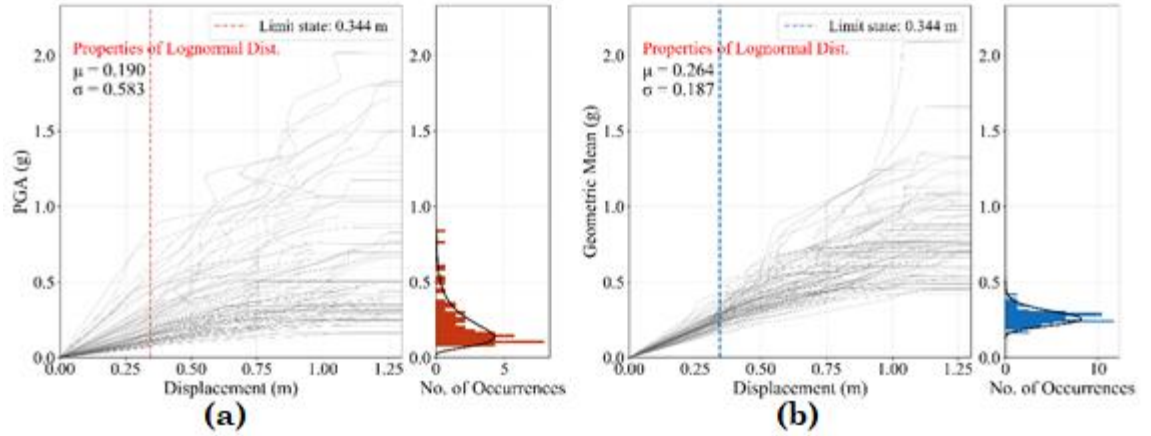 Limit state: 0.344 m
Properties of Lognormal Dist.
μ = 0.190
σ = 0.583
PGA (g)
2.0
1.5
1.0
0.5
0.0
0.00 0.25 0.50 0.75 1.00 1.25
Displacement (m)
2.0
1.5
1.0
0.5
0.0
0 5
No. of Occurrences
(a)
Limit state: 0.344 m
Properties of Lognormal Dist.
μ = 0.264
σ = 0.187
Geometric Mean (g)
2.0
1.5
1.0
0.5
0.0
0.00 0.25 0.50 0.75 1.00 1.25
Displacement (m)
2.0
1.5
1.0
0.5
0.0
0 10
No. of Occurrences
(b)